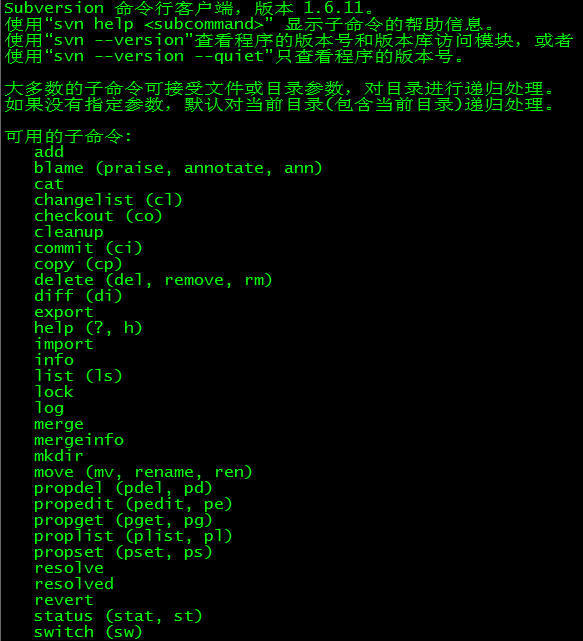 Subversion 命令行客户端，版本 1.6.11。
使用“svn help <subcommand>” 显示子命令的帮助信息。
使用“svn --version”查看程序的版本号和版本库访问模块，或者
使用“svn --version --quiet”只查看程序的版本号。
大多数的子命令可接受文件或目录参数，对目录进行递归处理。
如果没有指定参数，默认对当前目录(包含当前目录)递归处理。
可用的子命令:
add
blame (praise, annotate, ann)
cat
changelist (cl)
checkout (co)
cleanup
commit (ci)
copy (cp)
delete (del, remove, rm)
diff (di)
export
help (?, h)
import
info
list (ls)
lock
log
merge
mergeinfo
mkdir
move (mv, rename, ren)
propdel (pdel, pd)
propedit (pedit, pe)
propget (pget, pg)
proplist (plist, pl)
propset (pset, ps)
resolve
resolved
revert
status (stat, st)
switch (sw)